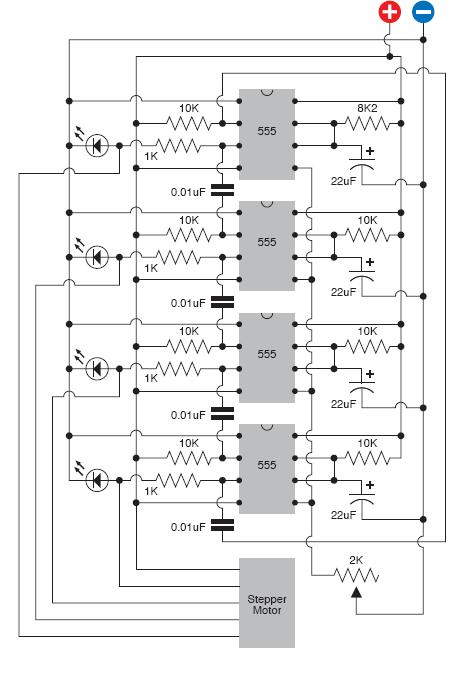 + −
10K
8K2
555
1K
+
0.01uF
22uF
10K
10K
555
1K
+
0.01uF
22uF
10K
10K
555
1K
+
0.01uF
22uF
10K
10K
555
1K
+
0.01uF
22uF
2K
Stepper
Motor